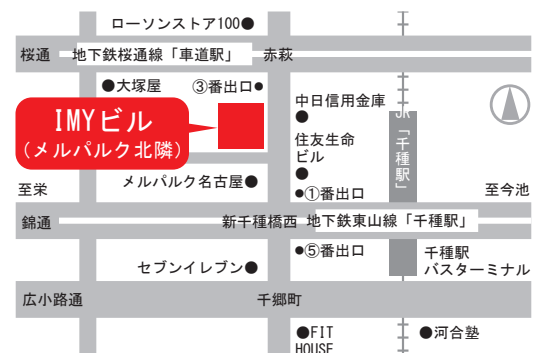 ローソンストア100●
桜通
地下鉄桜通線「車道駅」
赤萩
●大塚屋
③番出口●
IMYビル
(メルパルク北隣)
中日信用金庫
住友生命
ビル
JR「千種駅」
メルパルク名古屋●
●①番出口
至栄
至今池
錦通
新千種橋西
地下鉄東山線「千種駅」
●⑤番出口
千種駅
バスターミナル
セブンイレブン●
広小路通
千郷町
●FIT
HOUSE
●河合塾